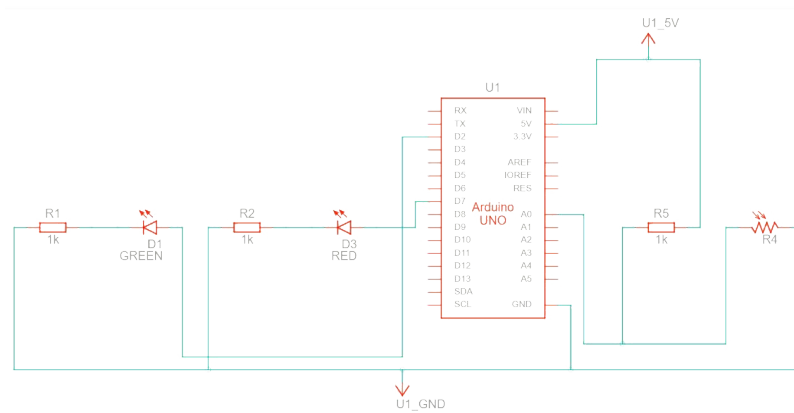 U1_5V
U1
RX
TX
D2
D3
D4
D5
D6
D7
D8
D9
D10
D11
D12
D13
SDA
SCL
VIN
5V
3.3V
AREF
IOREF
RES
A0
A1
A2
A3
A4
A5
GND
Arduino
UNO
R1
1k
D1
GREEN
R2
1k
D3
RED
R5
1k
R4
U1_GND